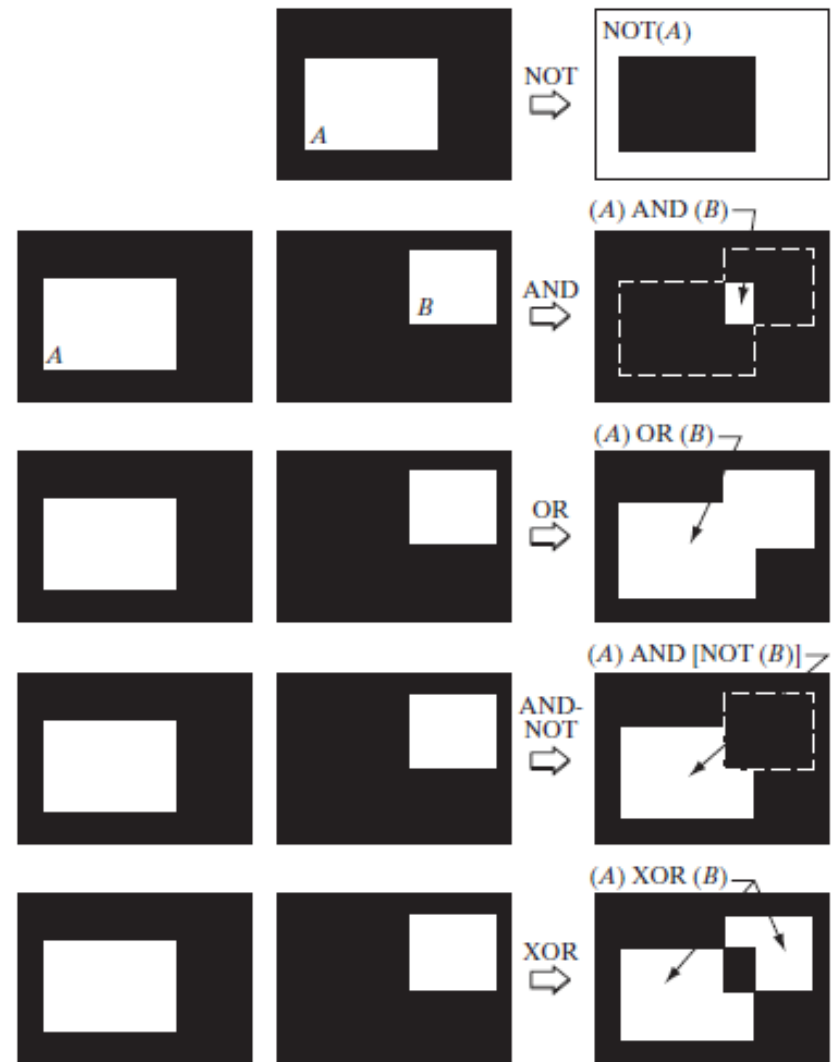 NOT
NOT(A)
A
(A) AND (B)
AND
A
B
(A) OR (B)
OR
(A) AND [NOT (B)]
AND-
NOT
(A) XOR (B)
XOR